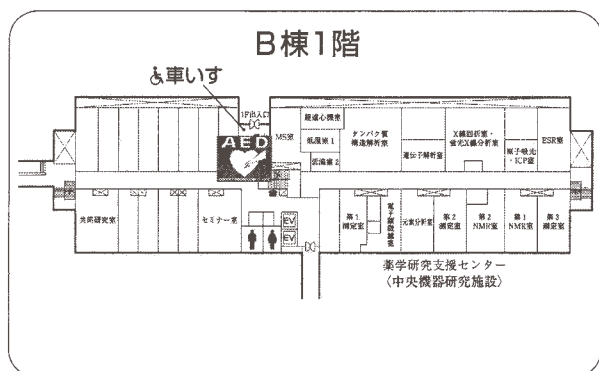 B棟1階
車いす
1F出入口
AED
MS室
超遠心機室
低温室1
低温室2
タンパク質
構造解析室
遺伝子解析室
X線回折室・
蛍光X線分析室
原子吸光
・ICP室
ESR室
共同研究室
セミナー室
EV
EV
第1
測定室
電子顕微鏡室
元素分析室
第2
測定室
第2
NMR室
第1
NMR室
第3
測定室
薬学研究支援センター
〈中央機器研究施設〉